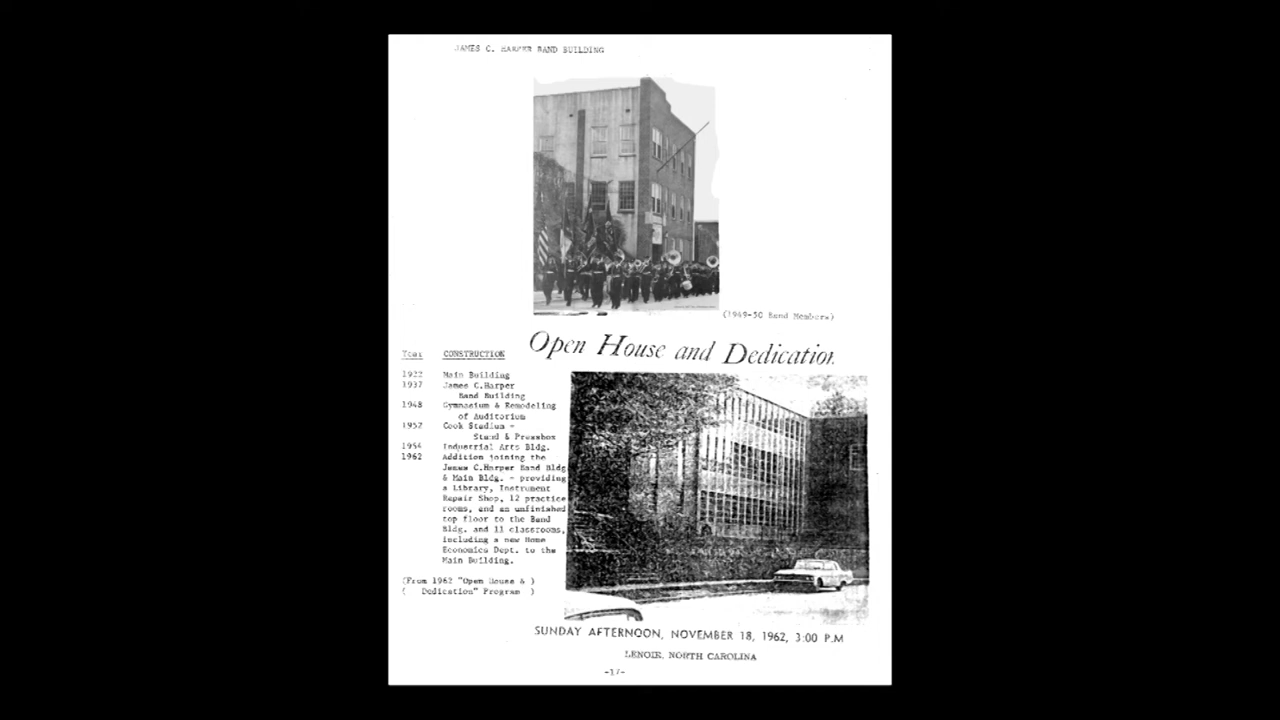 JAMES C. HARPER BAND BUILDING
(1949-50 Band Members)
Open House and Dedication
Year CONSTRUCTION
1922 Main Building
1937 James C.Harper
Band Building
1948 Gymnasium & Remodeling
of Auditorium
1952 Cook Stadium -
Stand & Pressbox
1954 Industrial Arts Bldg.
1962 Addition joining the
James C.Harper Band Bldg
& Main Bldg. - providing
a Library, Instrument
Repair Shop, 12 practice
rooms, and an unfinished
top floor to the Band
Bldg. and 11 classrooms,
including a new Home
Economics Dept. to the
Main Building.
(From 1962 "Open House & )
( Dedication" Program )
SUNDAY AFTERNOON, NOVEMBER 18, 1962, 3:00 P.M
LENOIR, NORTH CAROLINA
-17-